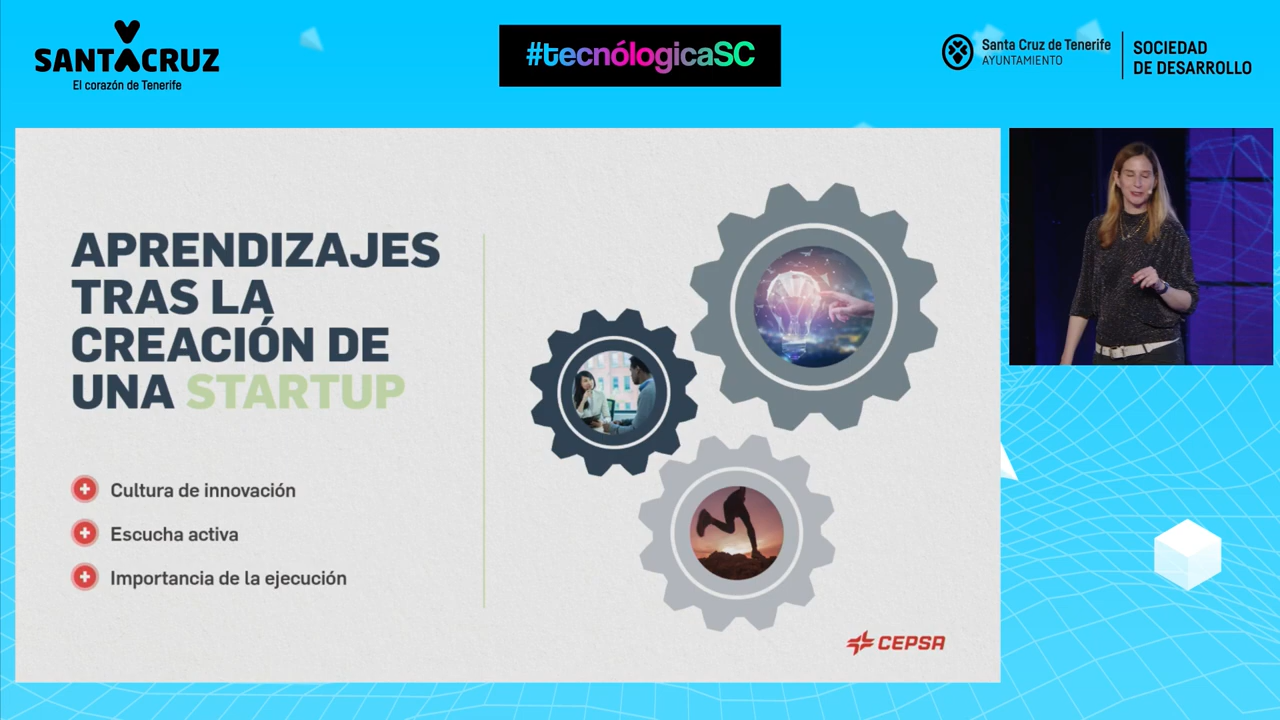 SANTACRUZ
El corazón de Tenerife
#tecnólogicaSC
Santa Cruz de Tenerife
AYUNTAMIENTO
SOCIEDAD
DE DESARROLLO
APRENDIZAJES
TRAS LA
CREACIÓN DE
UNA STARTUP
Cultura de innovación
Escucha activa
Importancia de la ejecución
CEPSA